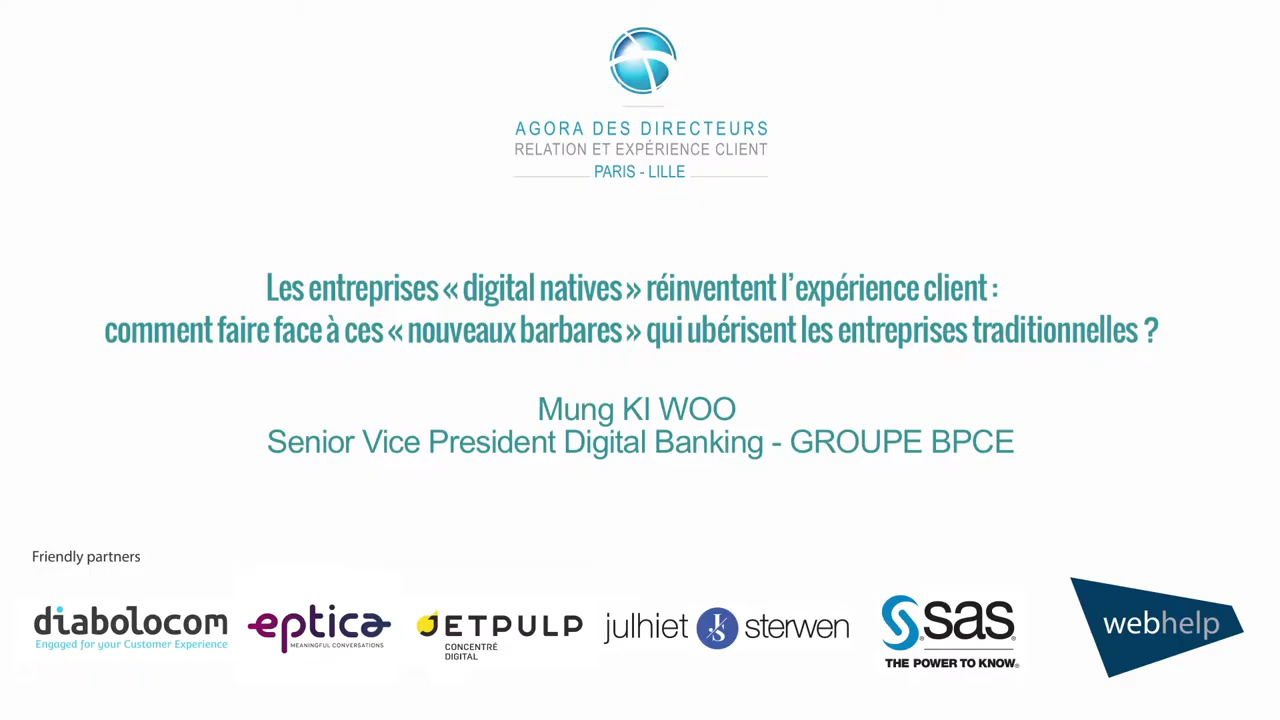 AGORA DES DIRECTEURS
RELATION ET EXPÉRIENCE CLIENT
PARIS - LILLE
Les entreprises « digital natives » réinventent l’expérience client :
comment faire face à ces « nouveaux barbares » qui ubérisent les entreprises traditionnelles ?
Mung KI WOO
Senior Vice President Digital Banking - GROUPE BPCE
Friendly partners
diabolocom
Engaged for your Customer Experience
eptica
MEANINGFUL CONVERSATIONS
JETPULP
CONCENTRÉ
DIGITAL
julhiet JS sterwen
sas®
THE POWER TO KNOW®
webhelp